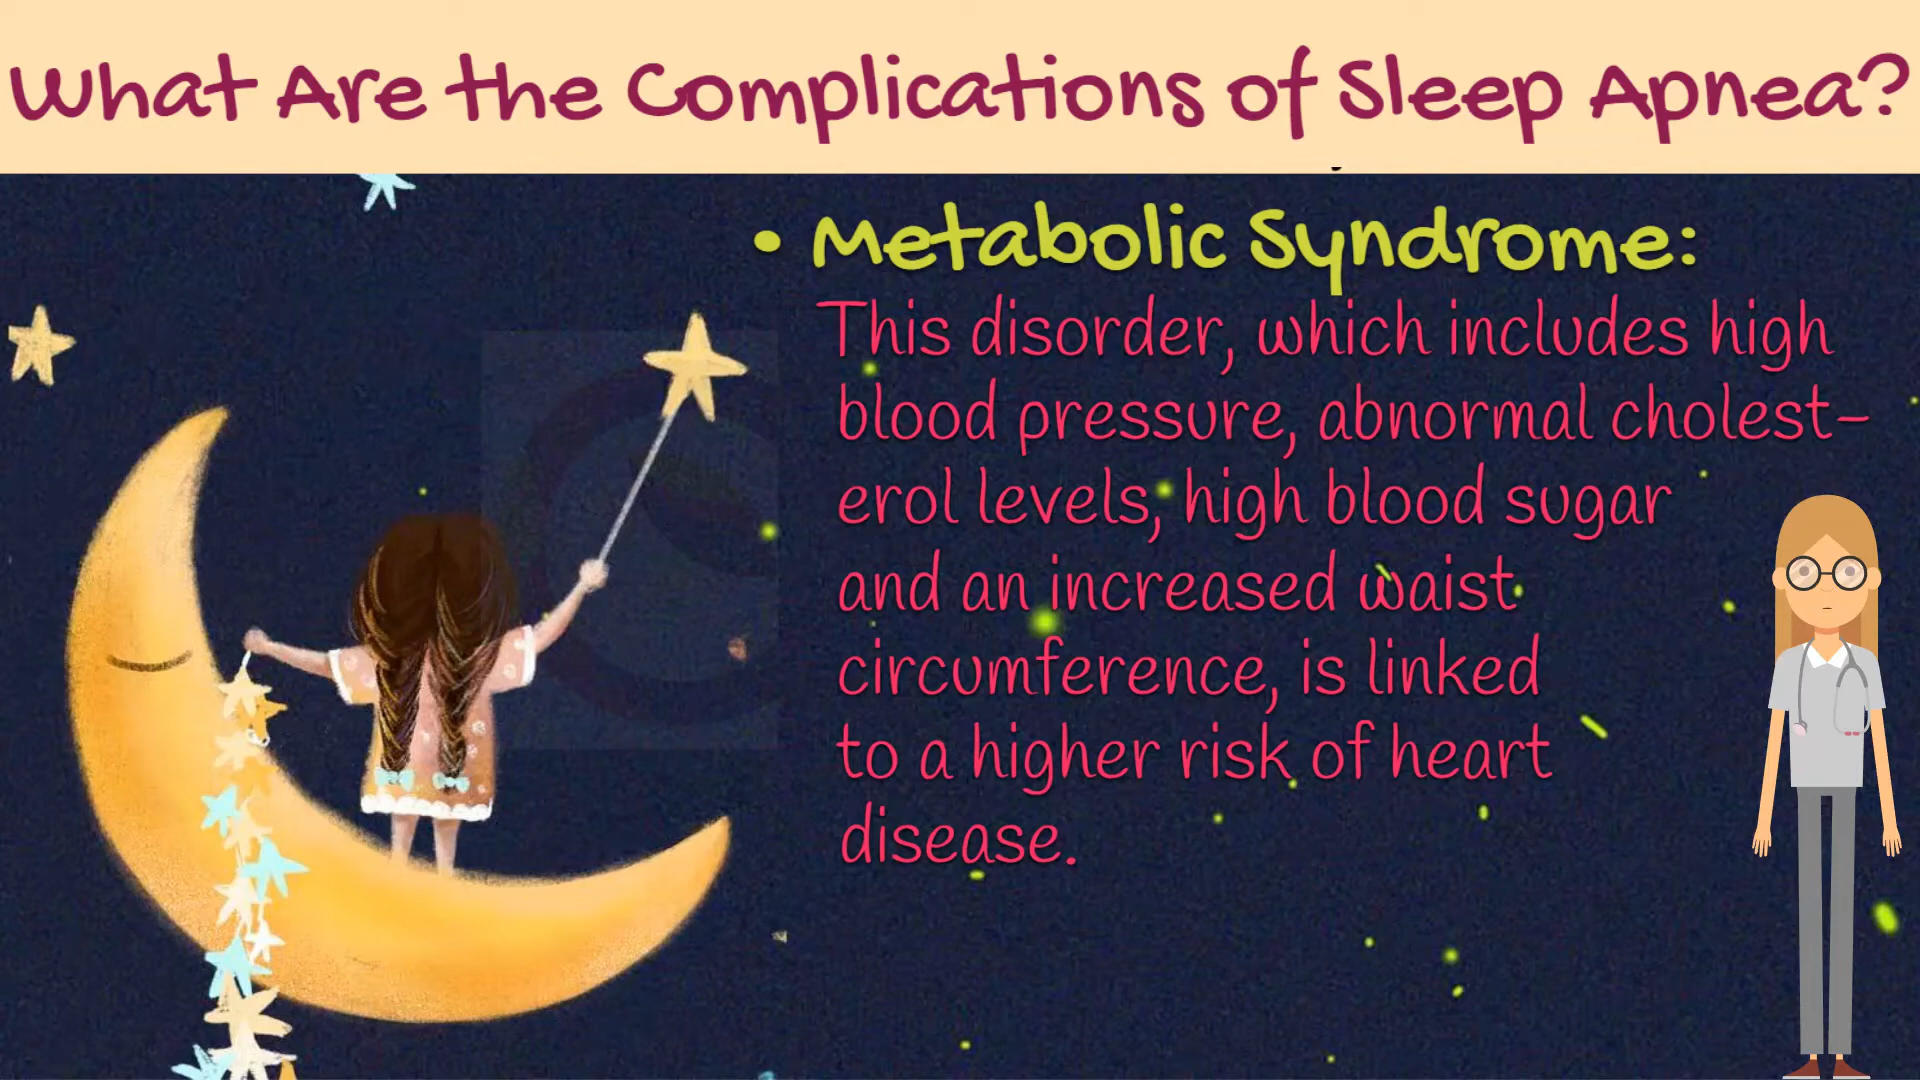 What Are the Complications of Sleep Apnea?
• Metabolic Syndrome:
This disorder, which includes high
blood pressure, abnormal cholest-
erol levels, high blood sugar
and an increased waist
circumference, is linked
to a higher risk of heart
disease.